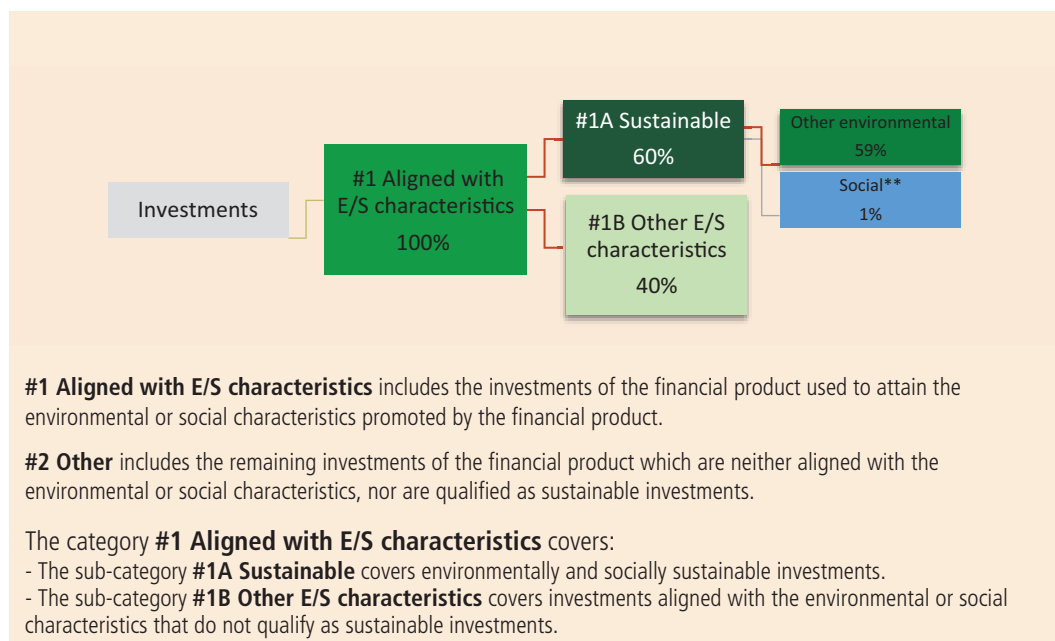 Investments
#1 Aligned with
E/S characteristics
100%
#1A Sustainable
60%
#1B Other E/S
characteristics
40%
Other environmental
59%
Social**
1%
#1 Aligned with E/S characteristics includes the investments of the financial product used to attain the
environmental or social characteristics promoted by the financial product.
#2 Other includes the remaining investments of the financial product which are neither aligned with the
environmental or social characteristics, nor are qualified as sustainable investments.
The category #1 Aligned with E/S characteristics covers:
- The sub-category #1A Sustainable covers environmentally and socially sustainable investments.
- The sub-category #1B Other E/S characteristics covers investments aligned with the environmental or social
characteristics that do not qualify as sustainable investments.